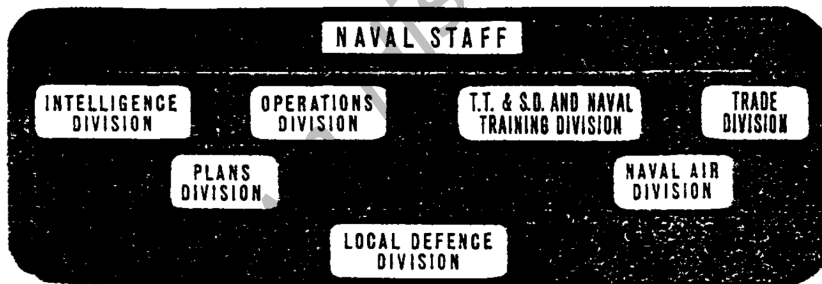 NAVAL STAFF
INTELLIGENCE
DIVISION
OPERATIONS
DIVISION
T.T. & S.D. AND NAVAL
TRAINING DIVISION
TRADE
DIVISION
PLANS
DIVISION
NAVAL AIR
DIVISION
LOCAL DEFENCE
DIVISION